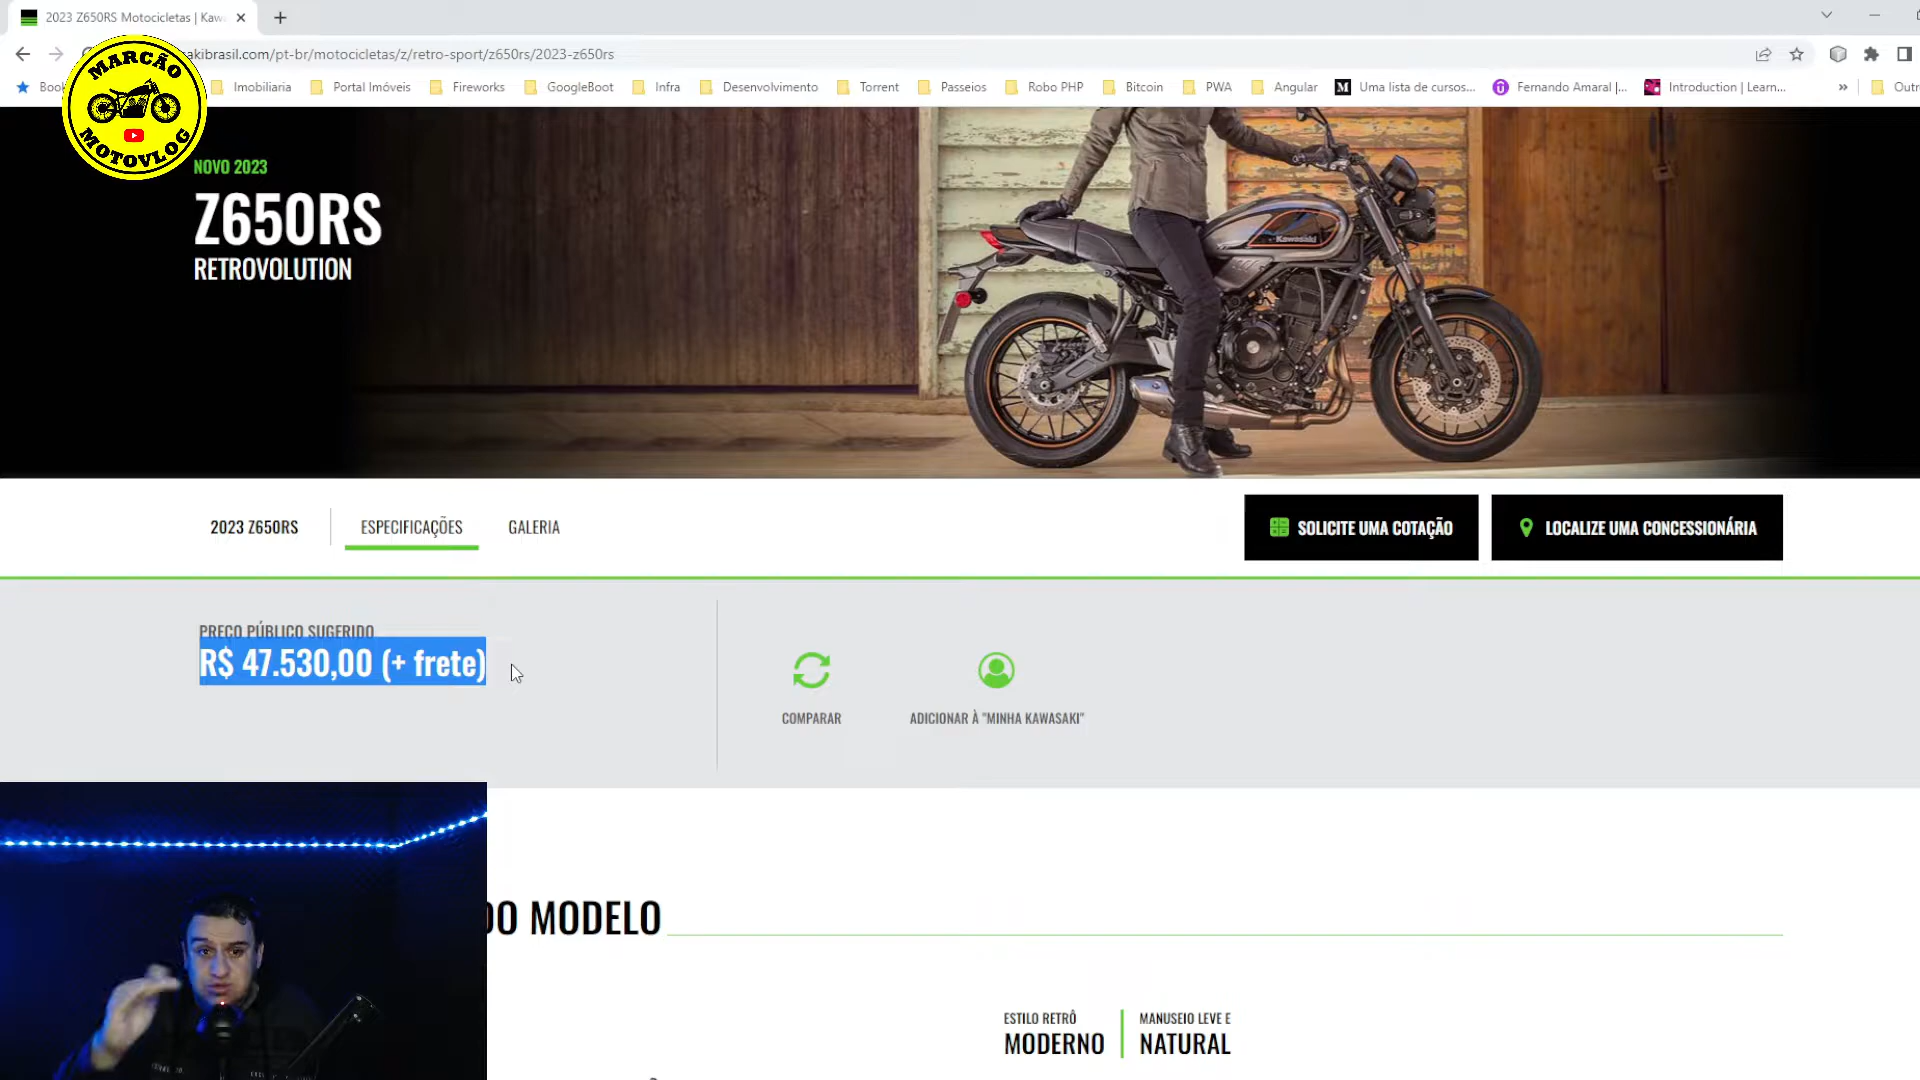 2023 Z650RS Motocicletas | Kaw
akibrasil.com/pt-br/motocicletas/z/retro-sport/z650rs/2023-z650rs
Imobiliaria
Portal Imóveis
Fireworks
GoogleBoot
Infra
Desenvolvimento
Torrent
Passeios
Robo PHP
Bitcoin
PWA
Angular
M Uma lista de cursos...
Fernando Amaral |...
Introduction | Learn...
»
MARCÃO
MOTOVLOG
NOVO 2023
Z650RS
RETROVOLUTION
Kawasaki
2023 Z650RS
ESPECIFICAÇÕES
GALERIA
SOLICITE UMA COTAÇÃO
LOCALIZE UMA CONCESSIONÁRIA
PREÇO PÚBLICO SUGERIDO
R$ 47.530,00 (+ frete)
COMPARAR
ADICIONAR À "MINHA KAWASAKI"
DO MODELO
ESTILO RETRÔ
MODERNO
MANUSEIO LEVE E
NATURAL